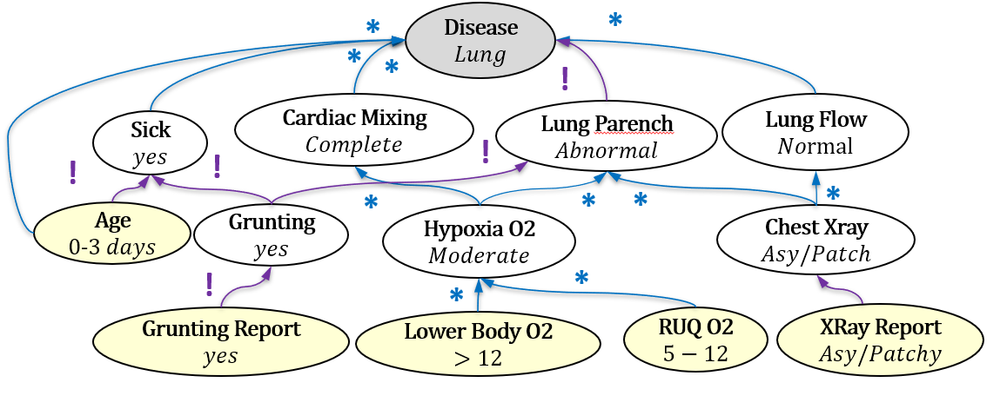 Disease
Lung
*
*
*
*
!
Sick
yes
Cardiac Mixing
Complete
Lung Parench
Abnormal
Lung Flow
Normal
!
!
!
*
*
*
*
Age
0-3 days
Grunting
yes
Hypoxia O2
Moderate
Chest Xray
Asy/Patch
!
*
*
Grunting Report
yes
Lower Body O2
> 12
RUQ O2
5 − 12
XRay Report
Asy/Patchy